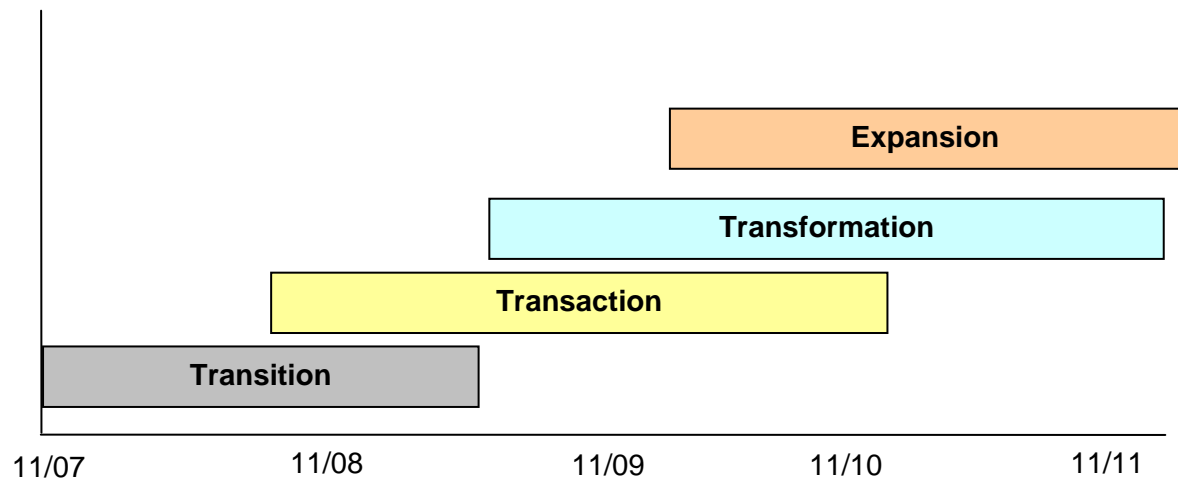 Expansion
Transformation
Transaction
Transition
11/07 11/08 11/09 11/10 11/11